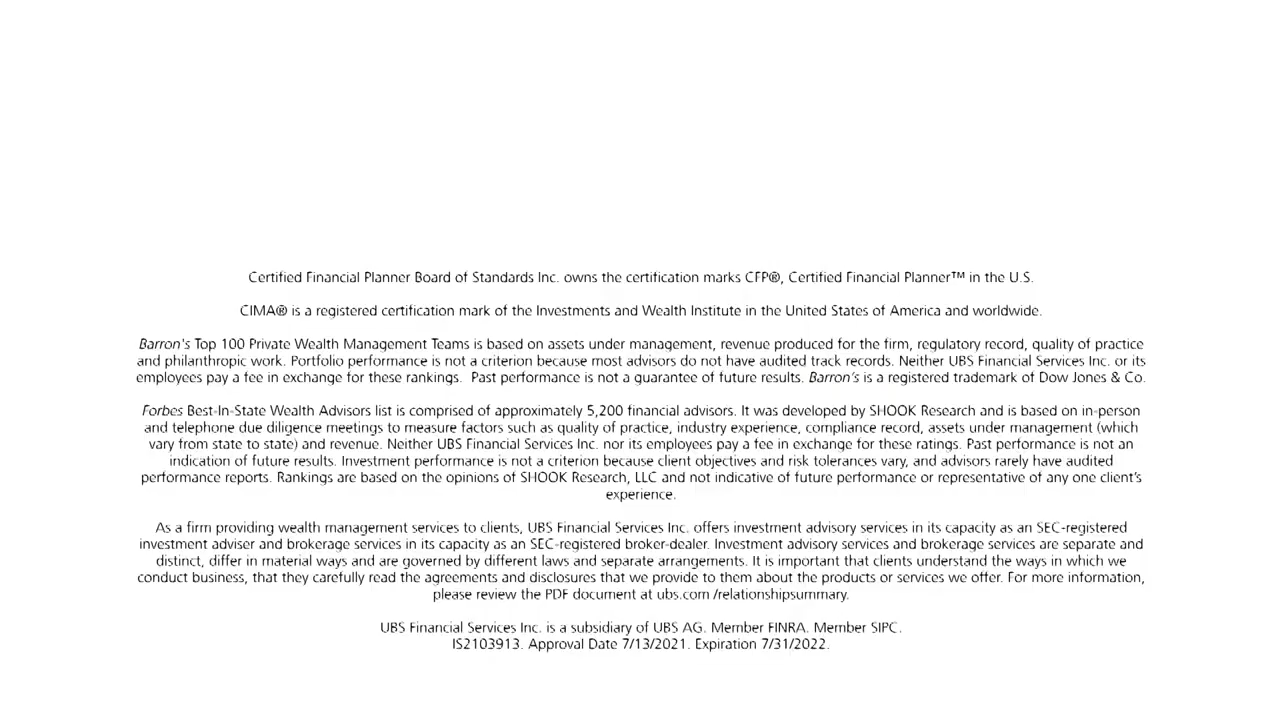 Certified Financial Planner Board of Standards Inc. owns the certification marks CFP®, Certified Financial Planner™ in the U.S.
CIMA® is a registered certification mark of the Investments and Wealth Institute in the United States of America and worldwide.
Barron's Top 100 Private Wealth Management Teams is based on assets under management, revenue produced for the firm, regulatory record, quality of practice
and philanthropic work. Portfolio performance is not a criterion because most advisors do not have audited track records. Neither UBS Financial Services Inc. or its
employees pay a fee in exchange for these rankings.  Past performance is not a guarantee of future results. Barron's is a registered trademark of Dow Jones & Co.
Forbes Best-In-State Wealth Advisors list is comprised of approximately 5,200 financial advisors. It was developed by SHOOK Research and is based on in-person
and telephone due diligence meetings to measure factors such as quality of practice, industry experience, compliance record, assets under management (which
vary from state to state) and revenue. Neither UBS Financial Services Inc. nor its employees pay a fee in exchange for these ratings. Past performance is not an
indication of future results. Investment performance is not a criterion because client objectives and risk tolerances vary, and advisors rarely have audited
performance reports. Rankings are based on the opinions of SHOOK Research, LLC and not indicative of future performance or representative of any one client's
experience.
As a firm providing wealth management services to clients, UBS Financial Services Inc. offers investment advisory services in its capacity as an SEC-registered
investment adviser and brokerage services in its capacity as an SEC-registered broker-dealer. Investment advisory services and brokerage services are separate and
distinct, differ in material ways and are governed by different laws and separate arrangements. It is important that clients understand the ways in which we
conduct business, that they carefully read the agreements and disclosures that we provide to them about the products or services we offer. For more information,
please review the PDF document at ubs.com /relationshipsummary.
UBS Financial Services Inc. is a subsidiary of UBS AG. Member FINRA. Member SIPC.
IS2103913. Approval Date 7/13/2021. Expiration 7/31/2022.